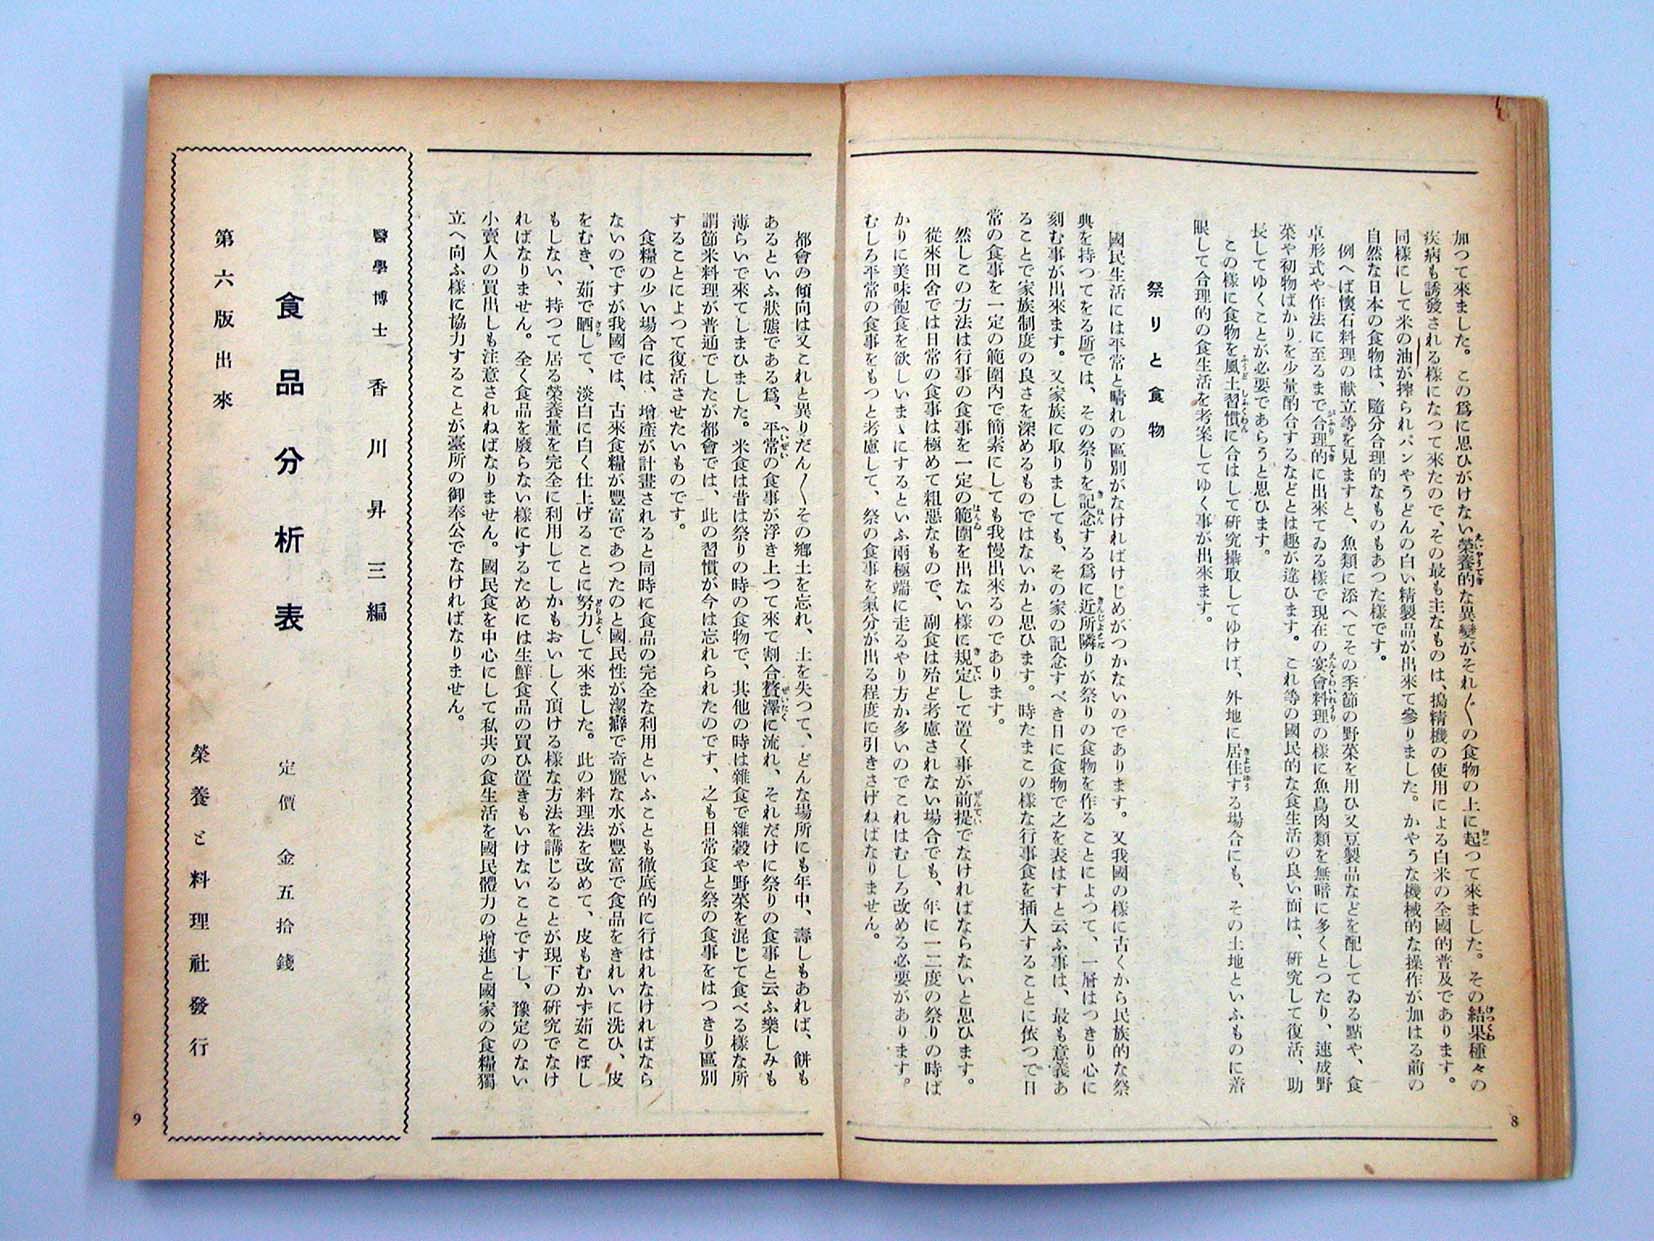 加つて來ました。この爲に思ひがけない榮養的な異變がそれ〴〵の食物の上に起つて來ました。その結果種々の
疾病も誘發される樣になつて來たので、その最も主なものは、搗精機の使用による白米の全國的普及であります。
同樣にして米の油が搾られパンやうどんの白い精製品が出來て參りました。かやうな機械的な操作が加はる前の
自然な日本の食物は、隨分合理的なものもあつた樣です。
例へば懷石料理の献立等を見ますと、魚類に添へてその季節の野菜を用ひ又豆製品などを配してゐる點や、食
卓形式や作法に至るまで合理的に出來てゐる樣で現在の宴會料理の樣に魚鳥肉類を無暗に多くとつたり、速成野
菜や初物ばかりを少量酌合するなどとは趣が違ひます。これ等の國民的な食生活の良い面は、硏究して復活、助
長してゆくことが必要であらうと思ひます。
この樣に食物を風土習慣に合はして硏究攝取してゆけば、外地に居住する場合にも、その土地といふものに着
眼して合理的の食生活を考案してゆく事が出來ます。
祭りと食物
國民生活には平常と晴れの區別がなければけじめがつかないのであります。又我國の樣に古くから民族的な祭
典を持つてをる所では、その祭りを記念する爲に近所隣りが祭りの食物を作ることによつて、一層はつきり心に
刻む事が出來ます。又家族に取りましても、その家の記念すべき日に食物で之を表はすと云ふ事は、最も意義あ
ることで家族制度の良さを深めるものではないかと思ひます。時たまこの樣な行事食を插入することに依つて日
常の食事を一定の範圍内で簡素にしても我慢出來るのであります。
然しこの方法は行事の食事を一定の範圍を出ない樣に規定して置く事が前提でなければならないと思ひます。
從來田舍では日常の食事は極めて粗悪なもので、副食は殆ど考慮されない場合でも、年に一二度の祭りの時ば
かりに美味飽食を欲しいまゝにするといふ兩極端に走るやり方か多いのでこれはむしろ改める必要があります。
むしろ平常の食事をもつと考慮して、祭の食事を氣分が出る程度に引きさげねばなりません。
8
都會の傾向は又これと異りだん〳〵その鄕土を忘れ、土を失つて、どんな場所にも年中、壽しもあれば、餅も
あるといふ狀態である爲、平常の食事が浮き上つて來て割合贅澤に流れ、それだけに祭りの食事と云ふ樂しみも
薄らいで來てしまひました。米食は昔は祭りの時の食物で、其他の時は雜食で雜穀や野菜を混じて食べる樣な所
謂節米料理が普通でしたが都會では、此の習慣が今は忘れられたのです、之も日常食と祭の食事をはつきり區別
することによつて復活させたいものです。
食糧の少い場合には、增產が計畫されると同時に食品の完全な利用といふことも徹底的に行はれなければなら
ないのですが我國では、古來食糧が豐富であつたのと國民性が潔癖で奇麗な水が豐富で食品をきれいに洗ひ、皮
をむき、茹で晒して、淡白に白く仕上げることに努力して來ました。此の料理法を改めて、皮もむかず茹こぼし
もしない、持つて居る榮養量を完全に利用してしかもおいしく頂ける樣な方法を講じることが現下の硏究でなけ
ればなりません。全く食品を廢らない樣にするためには生鮮食品の買ひ置きもいけないことですし、豫定のない
小賣人の買出しも注意されねばなりません。國民食を中心にして私共の食生活を國民體力の增進と國家の食糧獨
立へ向ふ樣に協力することが臺所の御奉公でなければなりません。
醫學博士 香川昇三編
食品分析表
定價 金五拾錢
第六版出來
榮養と料理社發行
9